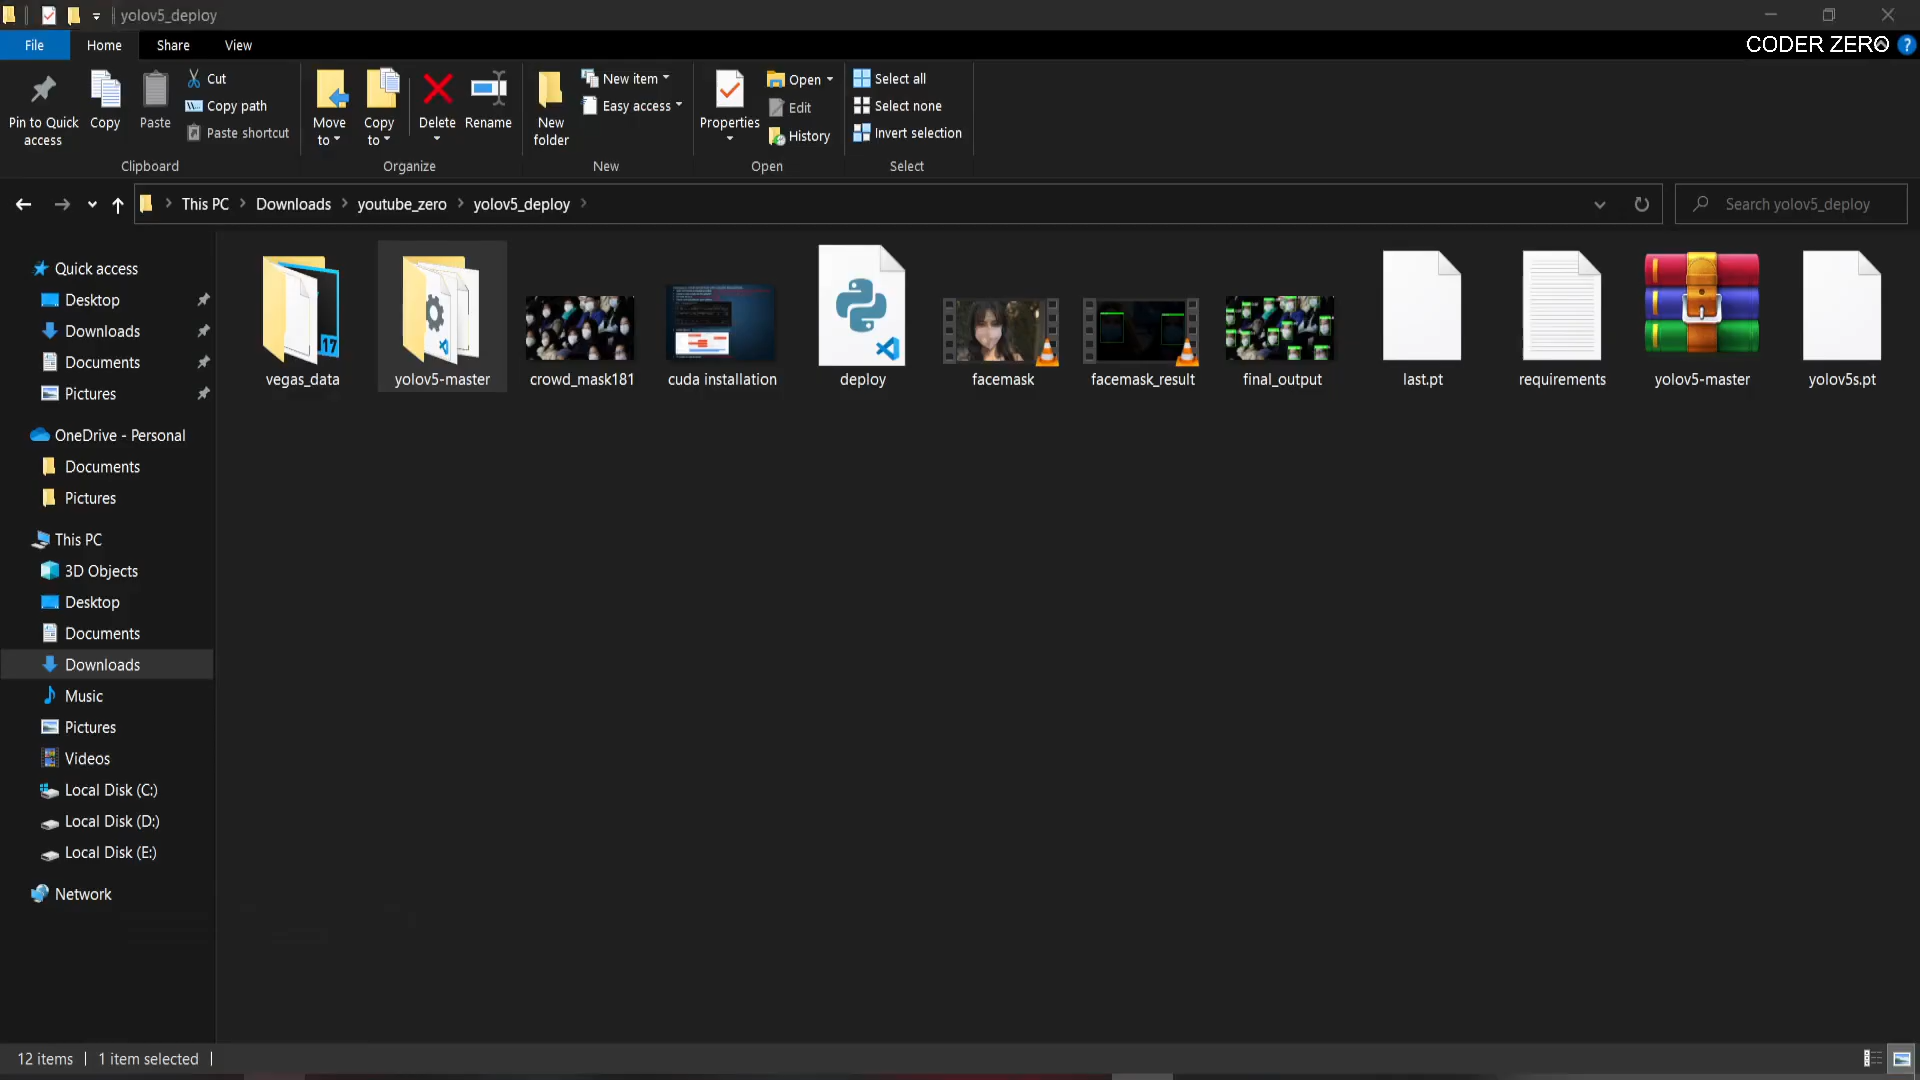 yolov5_deploy
File Home Share View
CODER ZERO
Pin to Quick access
Copy
Paste
Cut
Copy path
Paste shortcut
Clipboard
Move to
Copy to
Delete
Rename
Organize
New folder
New item
Easy access
New
Properties
Open
Edit
History
Open
Select all
Select none
Invert selection
Select
This PC > Downloads > youtube_zero > yolov5_deploy >
Search yolov5_deploy
Quick access
Desktop
Downloads
Documents
Pictures
OneDrive - Personal
Documents
Pictures
This PC
3D Objects
Desktop
Documents
Downloads
Music
Pictures
Videos
Local Disk (C:)
Local Disk (D:)
Local Disk (E:)
Network
17
vegas_data
yolov5-master
crowd_mask181
cuda installation
deploy
facemask
facemask_result
final_output
last.pt
requirements
yolov5-master
yolov5s.pt
12 items
1 item selected